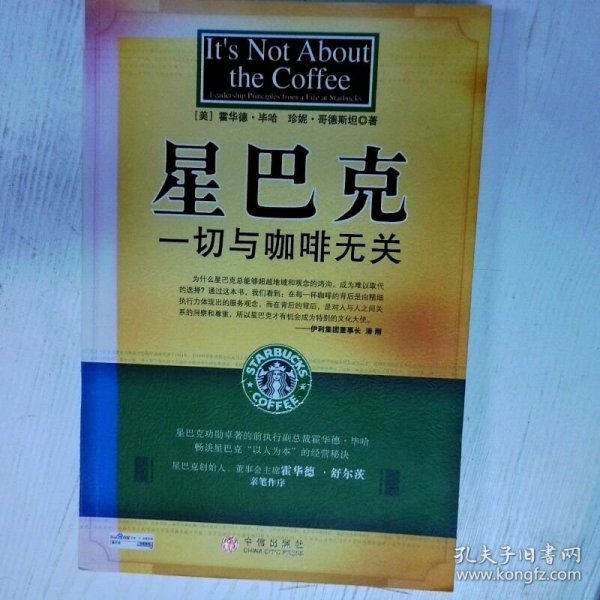 It's Not About
the Coffee
Leadership Principles from a Life at Starbucks
[美] 霍华德·毕哈 珍妮·哥德斯坦◎著
星巴克
一切与咖啡无关
为什么星巴克总能够超越地域和观念的鸿沟,成为难以取代
的选择?通过这本书,我们看到:在每一杯咖啡的背后是由精细
执行力体现出的服务观念,而在背后的背后,是对人与人之间关
系的洞察和尊重,所以星巴克才有机会成为特别的文化大使。
——伊利集团董事长 潘刚
STARBUCKS
COFFEE
星巴克功勋卓著的前执行副总裁霍华德·毕哈
畅谈星巴克“以人为本”的经营秘诀
星巴克创始人、董事会主席霍华德·舒尔茨
亲笔作序
中信出版社
CHINA CITIC PRESS
孔夫子旧书网
www.kongfz.com